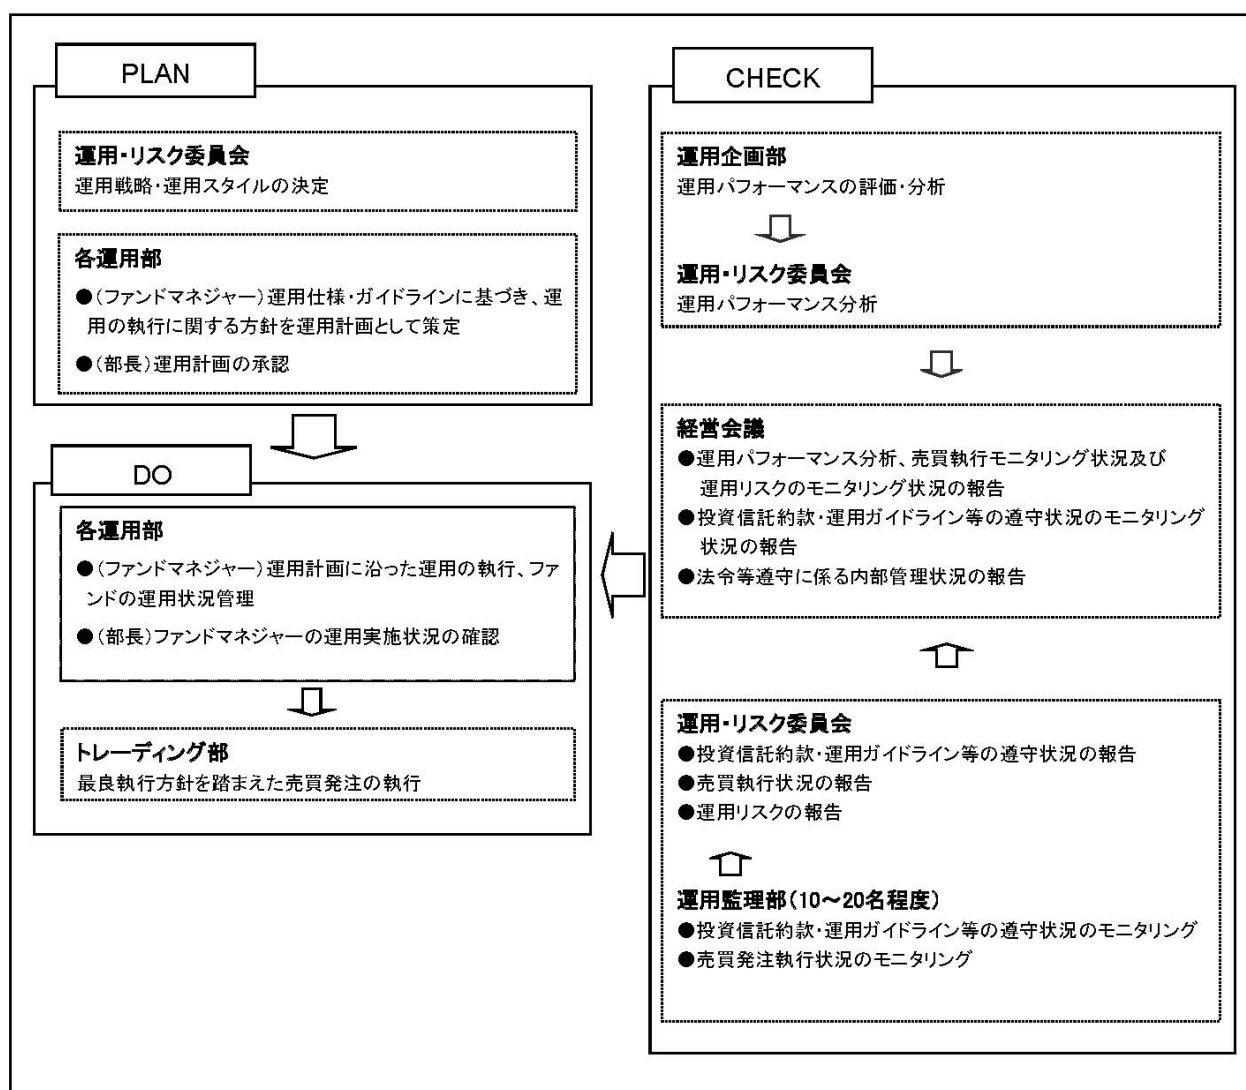 PLAN
運用・リスク委員会
運用戦略・運用スタイルの決定
各運用部
●(ファンドマネジャー)運用仕様・ガイドラインに基づき、運
用の執行に関する方針を運用計画として策定
●(部長)運用計画の承認
DO
各運用部
●(ファンドマネジャー)運用計画に沿った運用の執行、ファ
ンドの運用状況管理
●(部長)ファンドマネジャーの運用実施状況の確認
トレーディング部
最良執行方針を踏まえた売買発注の執行
CHECK
運用企画部
運用パフォーマンスの評価・分析
運用・リスク委員会
運用パフォーマンス分析
経営会議
●運用パフォーマンス分析、売買執行モニタリング状況及び
運用リスクのモニタリング状況の報告
●投資信託約款・運用ガイドライン等の遵守状況のモニタリング
状況の報告
●法令等遵守に係る内部管理状況の報告
運用・リスク委員会
●投資信託約款・運用ガイドライン等の遵守状況の報告
●売買執行状況の報告
●運用リスクの報告
運用監理部(10～20名程度)
●投資信託約款・運用ガイドライン等の遵守状況のモニタリング
●売買発注執行状況のモニタリング